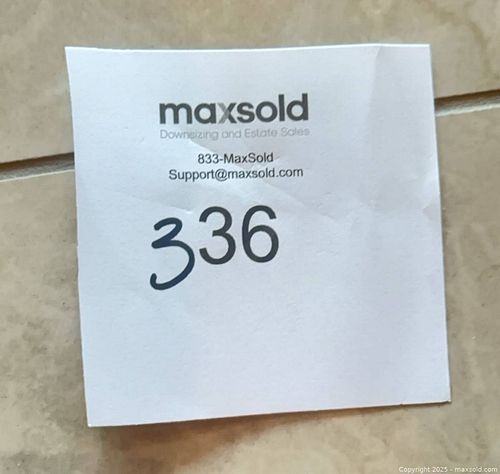 maxsold
Downsizing and Estate Sales
833-MaxSold
Support@maxsold.com
336
Copyright 2025 - maxsold.com